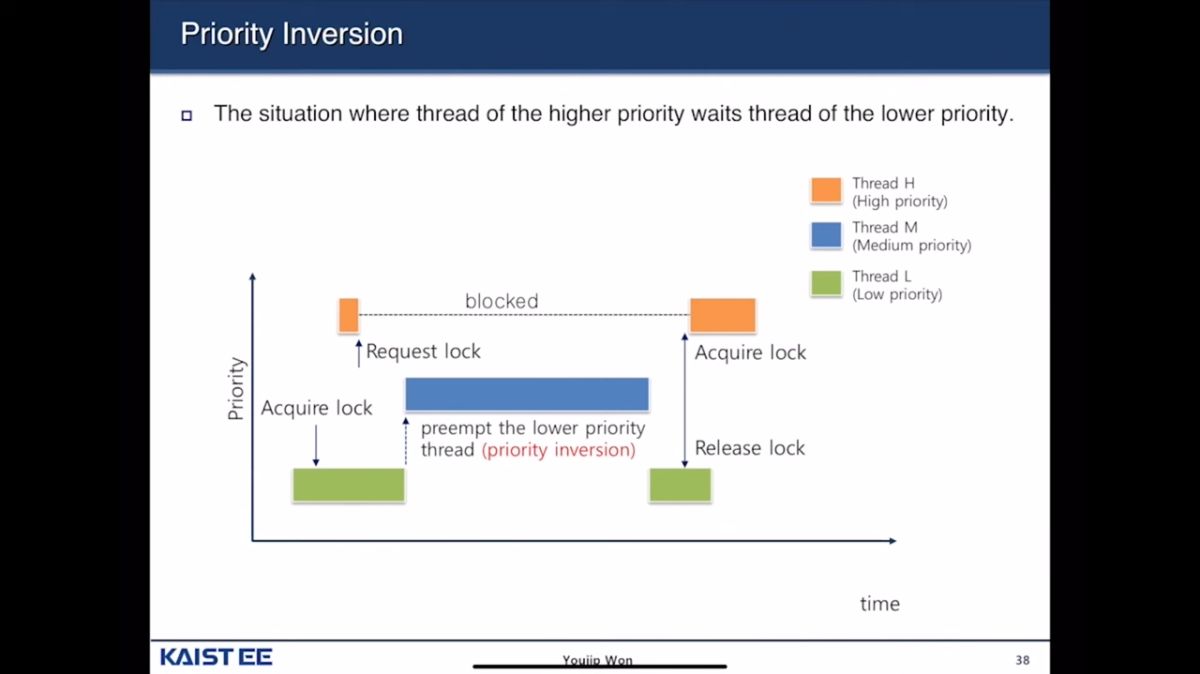 Priority Inversion
The situation where thread of the higher priority waits thread of the lower priority.
Thread H
(High priority)
Thread M
(Medium priority)
Thread L
(Low priority)
blocked
Request lock
Acquire lock
Priority
Acquire lock
preempt the lower priority
thread (priority inversion)
Release lock
time
KAIST EE
Youjip Won
38